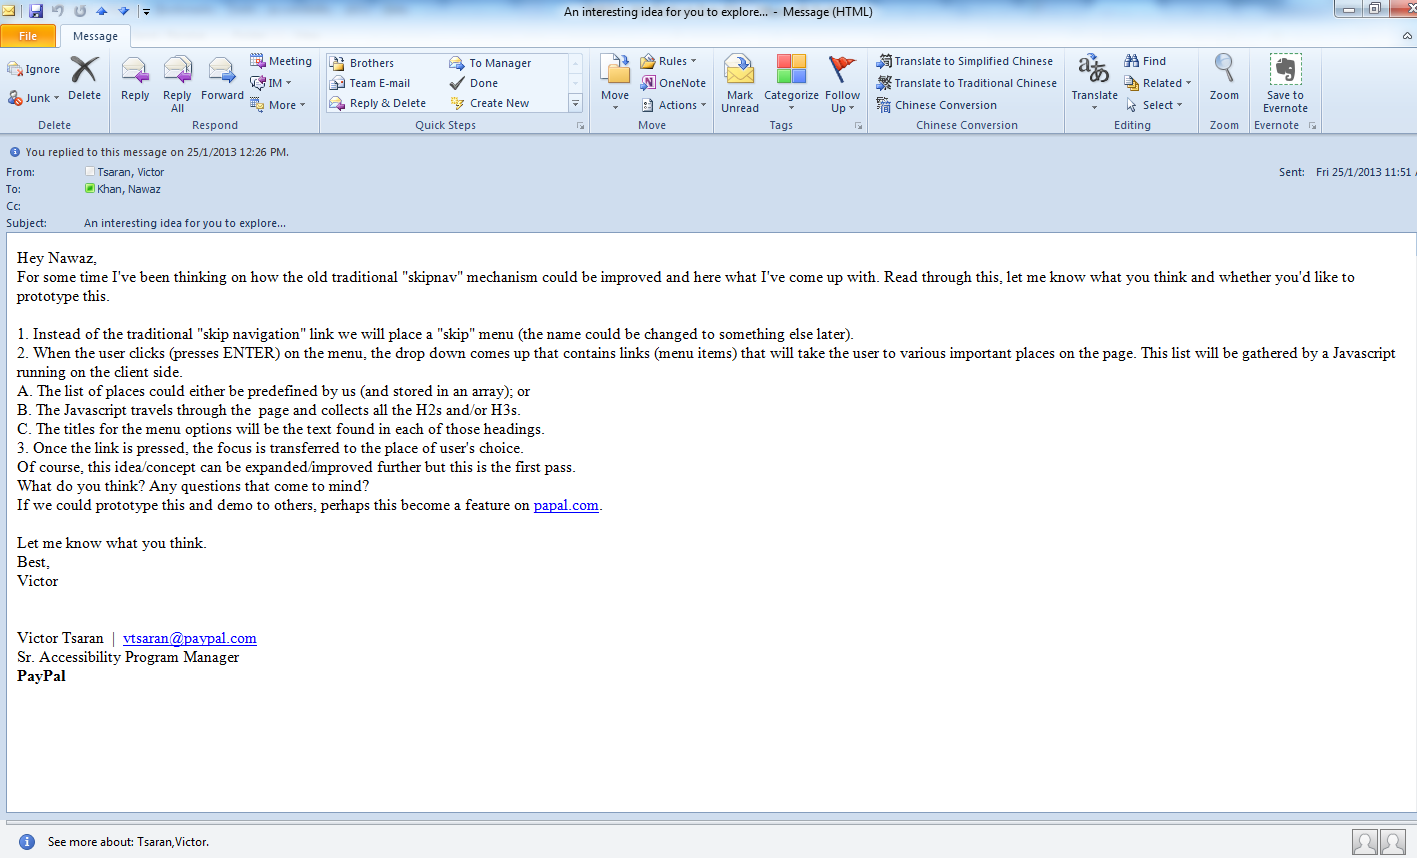 An interesting idea for you to explore... - Message (HTML)
File Message
Ignore
Junk
Delete
Delete
Reply
Reply All
Forward
Meeting
IM
More
Respond
Brothers
Team E-mail
Reply & Delete
To Manager
Done
Create New
Quick Steps
Move
Rules
OneNote
Actions
Move
Mark Unread
Categorize
Follow Up
Tags
Translate to Simplified Chinese
Translate to Traditional Chinese
Chinese Conversion
Chinese Conversion
Translate
Find
Related
Select
Editing
Zoom
Zoom
Save to Evernote
Evernote
You replied to this message on 25/1/2013 12:26 PM.
From: Tsaran, Victor
Sent: Fri 25/1/2013 11:51
To: Khan, Nawaz
Cc:
Subject: An interesting idea for you to explore...
Hey Nawaz,
For some time I've been thinking on how the old traditional "skipnav" mechanism could be improved and here what I've come up with. Read through this, let me know what you think and whether you'd like to
prototype this.
1. Instead of the traditional "skip navigation" link we will place a "skip" menu (the name could be changed to something else later).
2. When the user clicks (presses ENTER) on the menu, the drop down comes up that contains links (menu items) that will take the user to various important places on the page. This list will be gathered by a Javascript
running on the client side.
A. The list of places could either be predefined by us (and stored in an array); or
B. The Javascript travels through the page and collects all the H2s and/or H3s.
C. The titles for the menu options will be the text found in each of those headings.
3. Once the link is pressed, the focus is transferred to the place of user's choice.
Of course, this idea/concept can be expanded/improved further but this is the first pass.
What do you think? Any questions that come to mind?
If we could prototype this and demo to others, perhaps this become a feature on papal.com.
Let me know what you think.
Best,
Victor
Victor Tsaran | vtsaran@paypal.com
Sr. Accessibility Program Manager
PayPal
See more about: Tsaran,Victor.